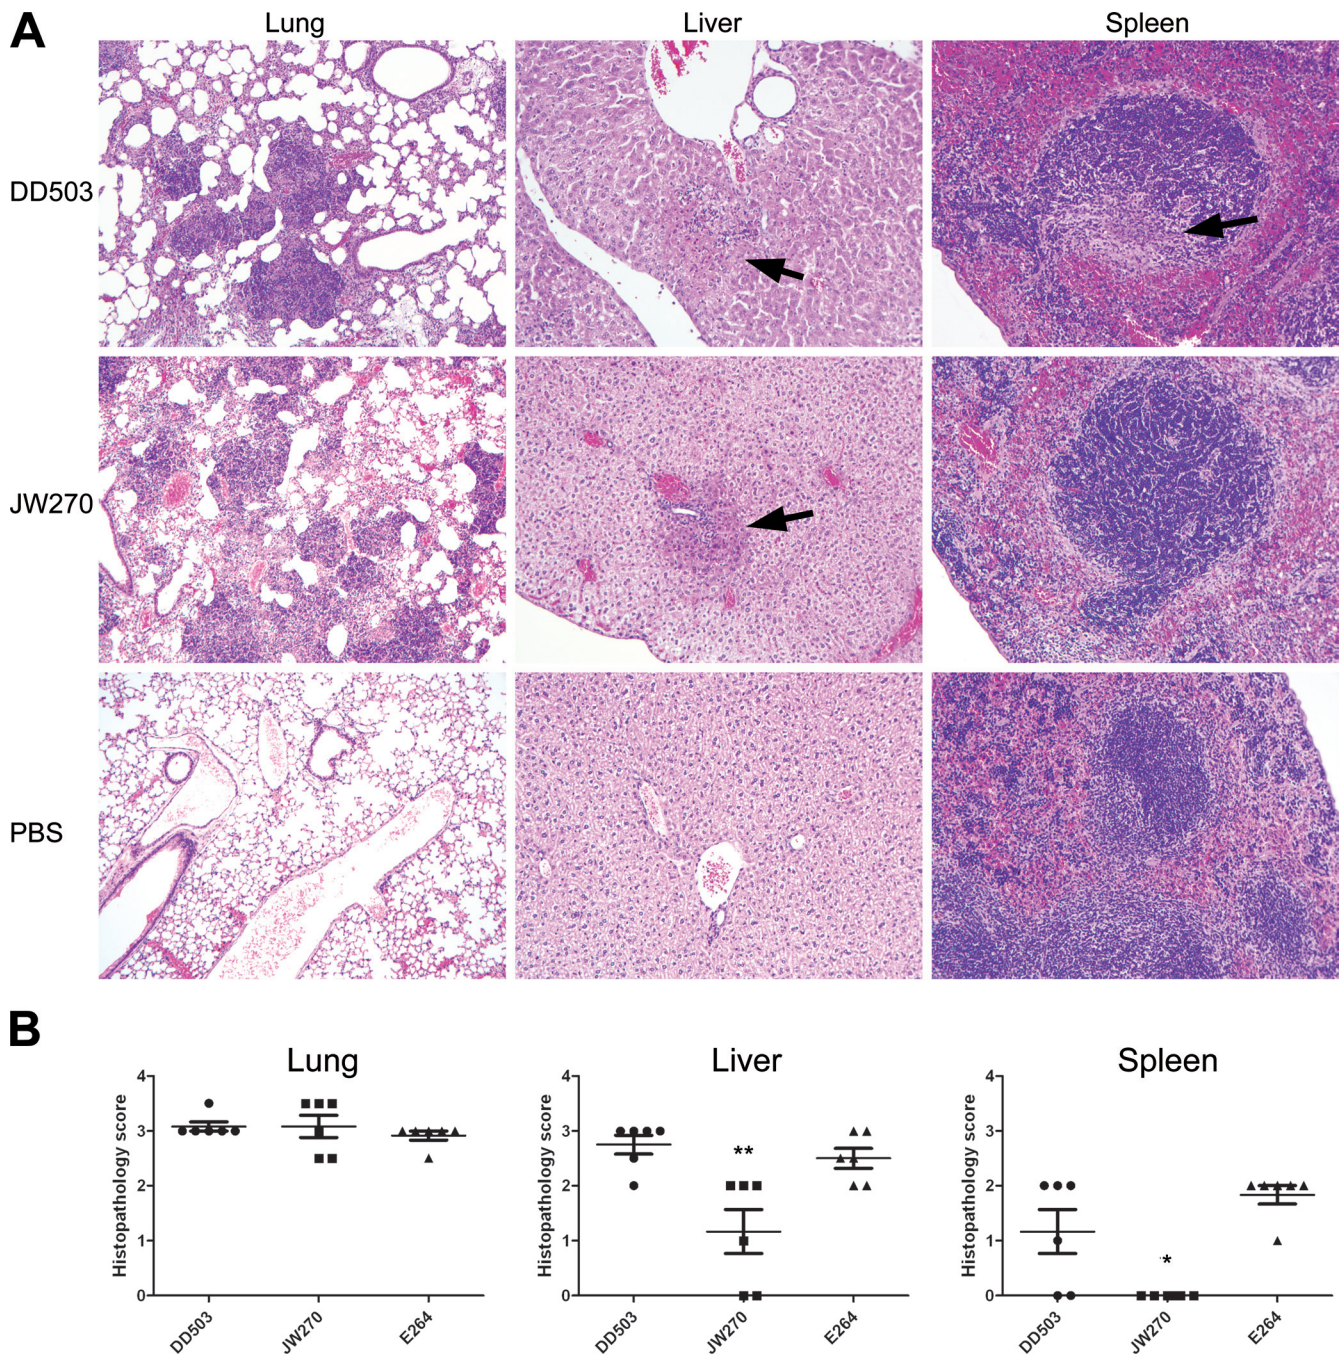 A
Lung Liver Spleen
DD503
JW270
PBS
B
Lung
Histopathology score
4
3
2
1
0
DD503 JW270 E264
Liver
Histopathology score
4
3
2
1
0
**
DD503 JW270 E264
Spleen
Histopathology score
4
3
2
1
0
*
DD503 JW270 E264